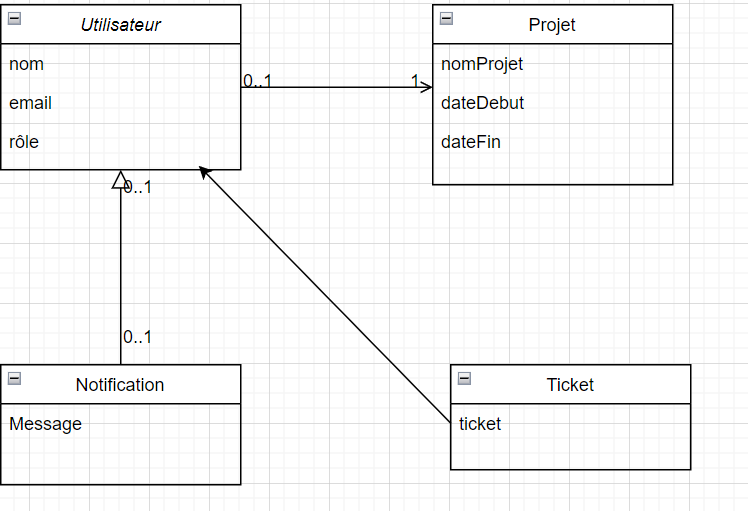 Utilisateur
nom
email
rôle
Projet
nomProjet
dateDebut
dateFin
0..1
1
0..1
0..1
Notification
Message
Ticket
ticket